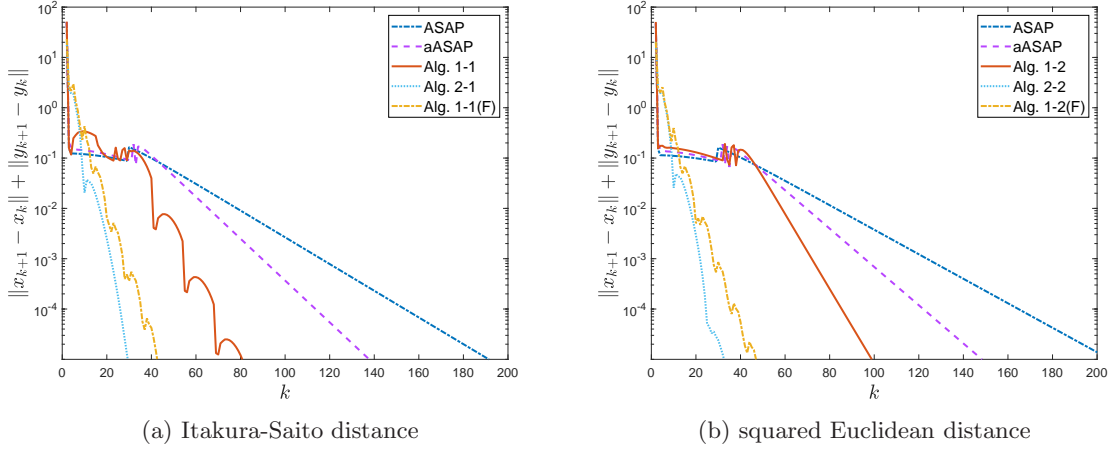 10^2
10^1
10^0
10^-1
10^-2
10^-3
10^-4
‖x_{k+1} − x_k‖ + ‖y_{k+1} − y_k‖
ASAP
aASAP
Alg. 1-1
Alg. 2-1
Alg. 1-1(F)
0 20 40 60 80 100 120 140 160 180 200
k
(a) Itakura-Saito distance
10^2
10^1
10^0
10^-1
10^-2
10^-3
10^-4
‖x_{k+1} − x_k‖ + ‖y_{k+1} − y_k‖
ASAP
aASAP
Alg. 1-2
Alg. 2-2
Alg. 1-2(F)
0 20 40 60 80 100 120 140 160 180 200
k
(b) squared Euclidean distance